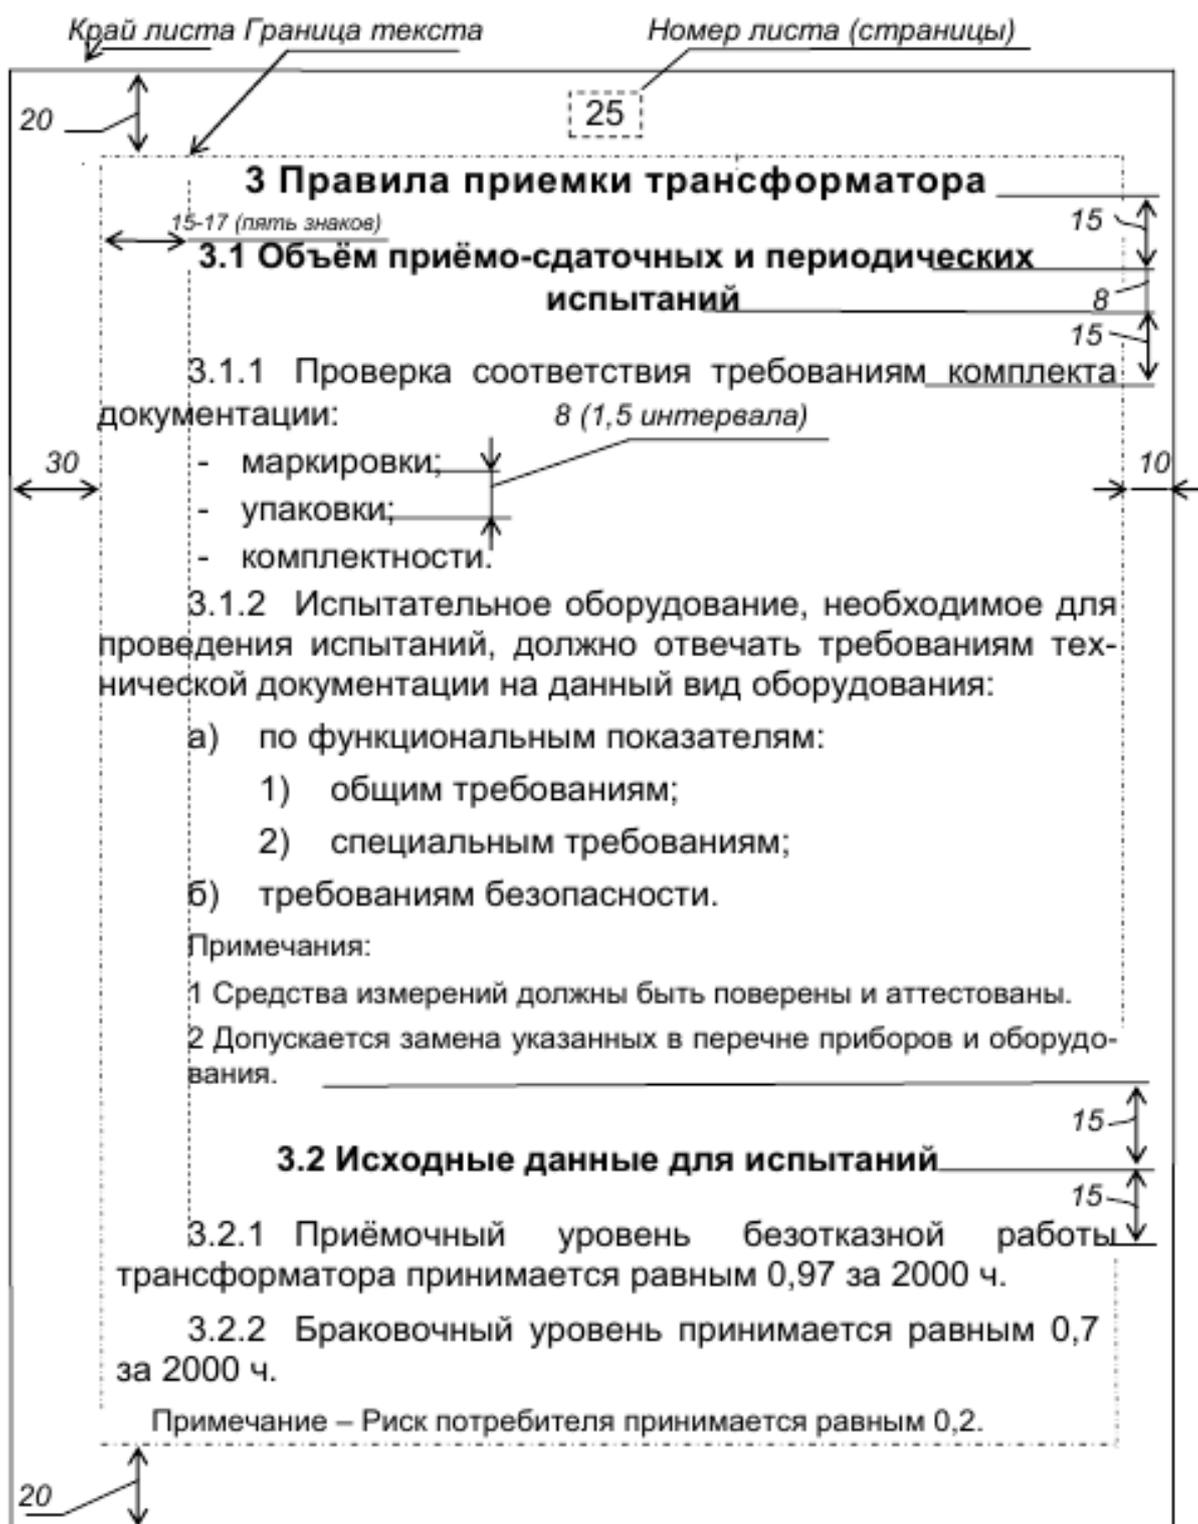 Край листа Граница текста
Номер листа (страницы)
20
25
3 Правила приемки трансформатора
15-17 (пять знаков)
15
3.1 Объём приёмо-сдаточных и периодических
испытаний
8
15
3.1.1 Проверка соответствия требованиям комплекта
документации:
8 (1,5 интервала)
30
- маркировки;
10
- упаковки;
- комплектности.
3.1.2 Испытательное оборудование, необходимое для
проведения испытаний, должно отвечать требованиям тех-
нической документации на данный вид оборудования:
а) по функциональным показателям:
1) общим требованиям;
2) специальным требованиям;
б) требованиям безопасности.
Примечания:
1 Средства измерений должны быть поверены и аттестованы.
2 Допускается замена указанных в перечне приборов и оборудо-
вания.
15
3.2 Исходные данные для испытаний
15
3.2.1 Приёмочный уровень безотказной работы
трансформатора принимается равным 0,97 за 2000 ч.
3.2.2 Браковочный уровень принимается равным 0,7
за 2000 ч.
Примечание – Риск потребителя принимается равным 0,2.
20